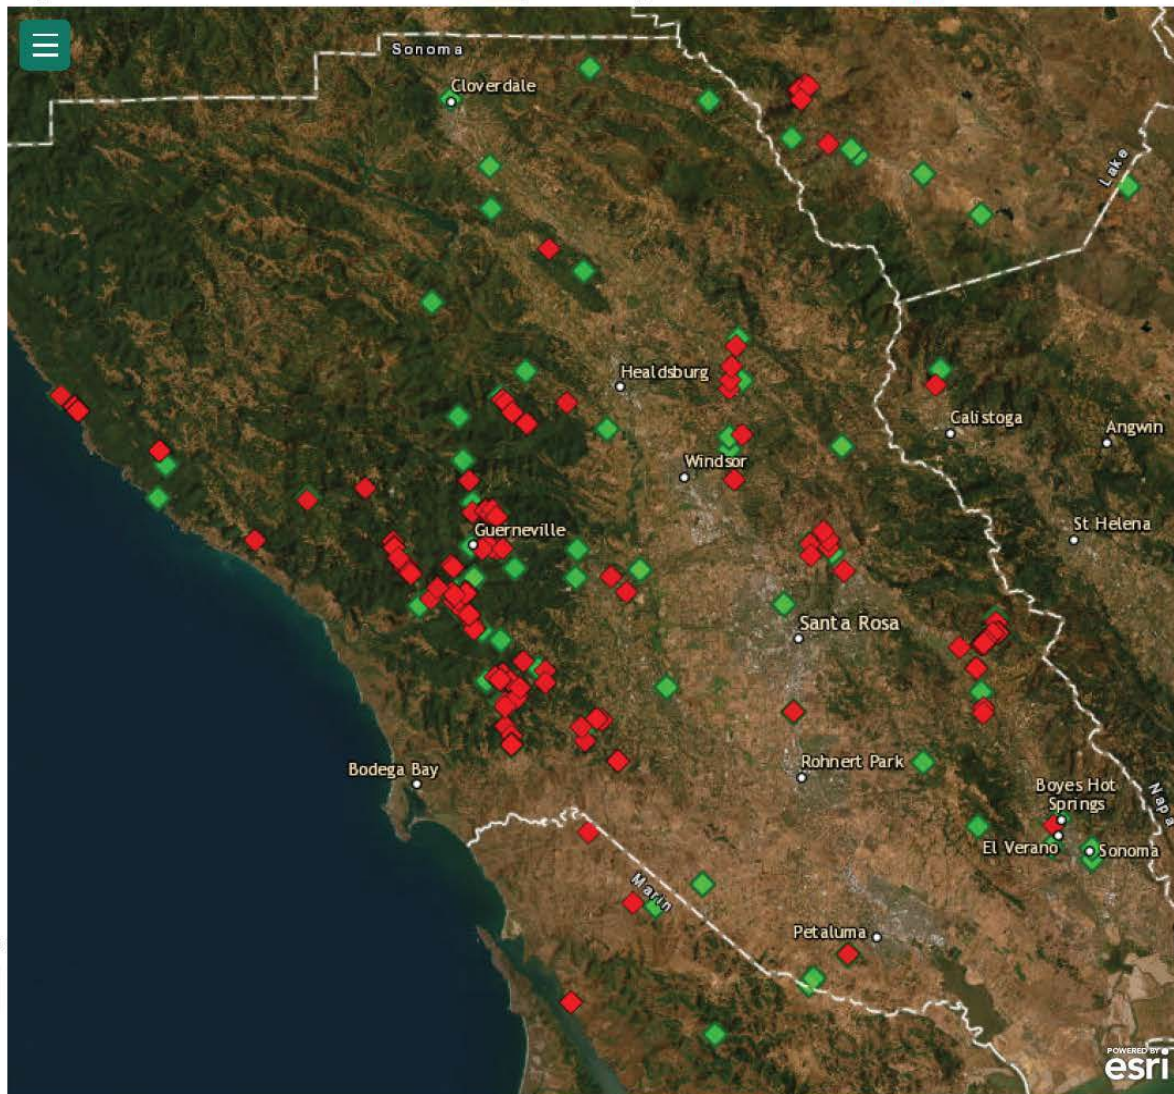 Sonoma
Cloverdale
Lake
Healdsburg
Calistoga
Angwin
Windsor
St Helena
Guerneville
Santa Rosa
Bodega Bay
Rohnert Park
Boyes Hot
Springs
Napa
El Verano
Sonoma
Marin
Petaluma
POWERED BY
esri